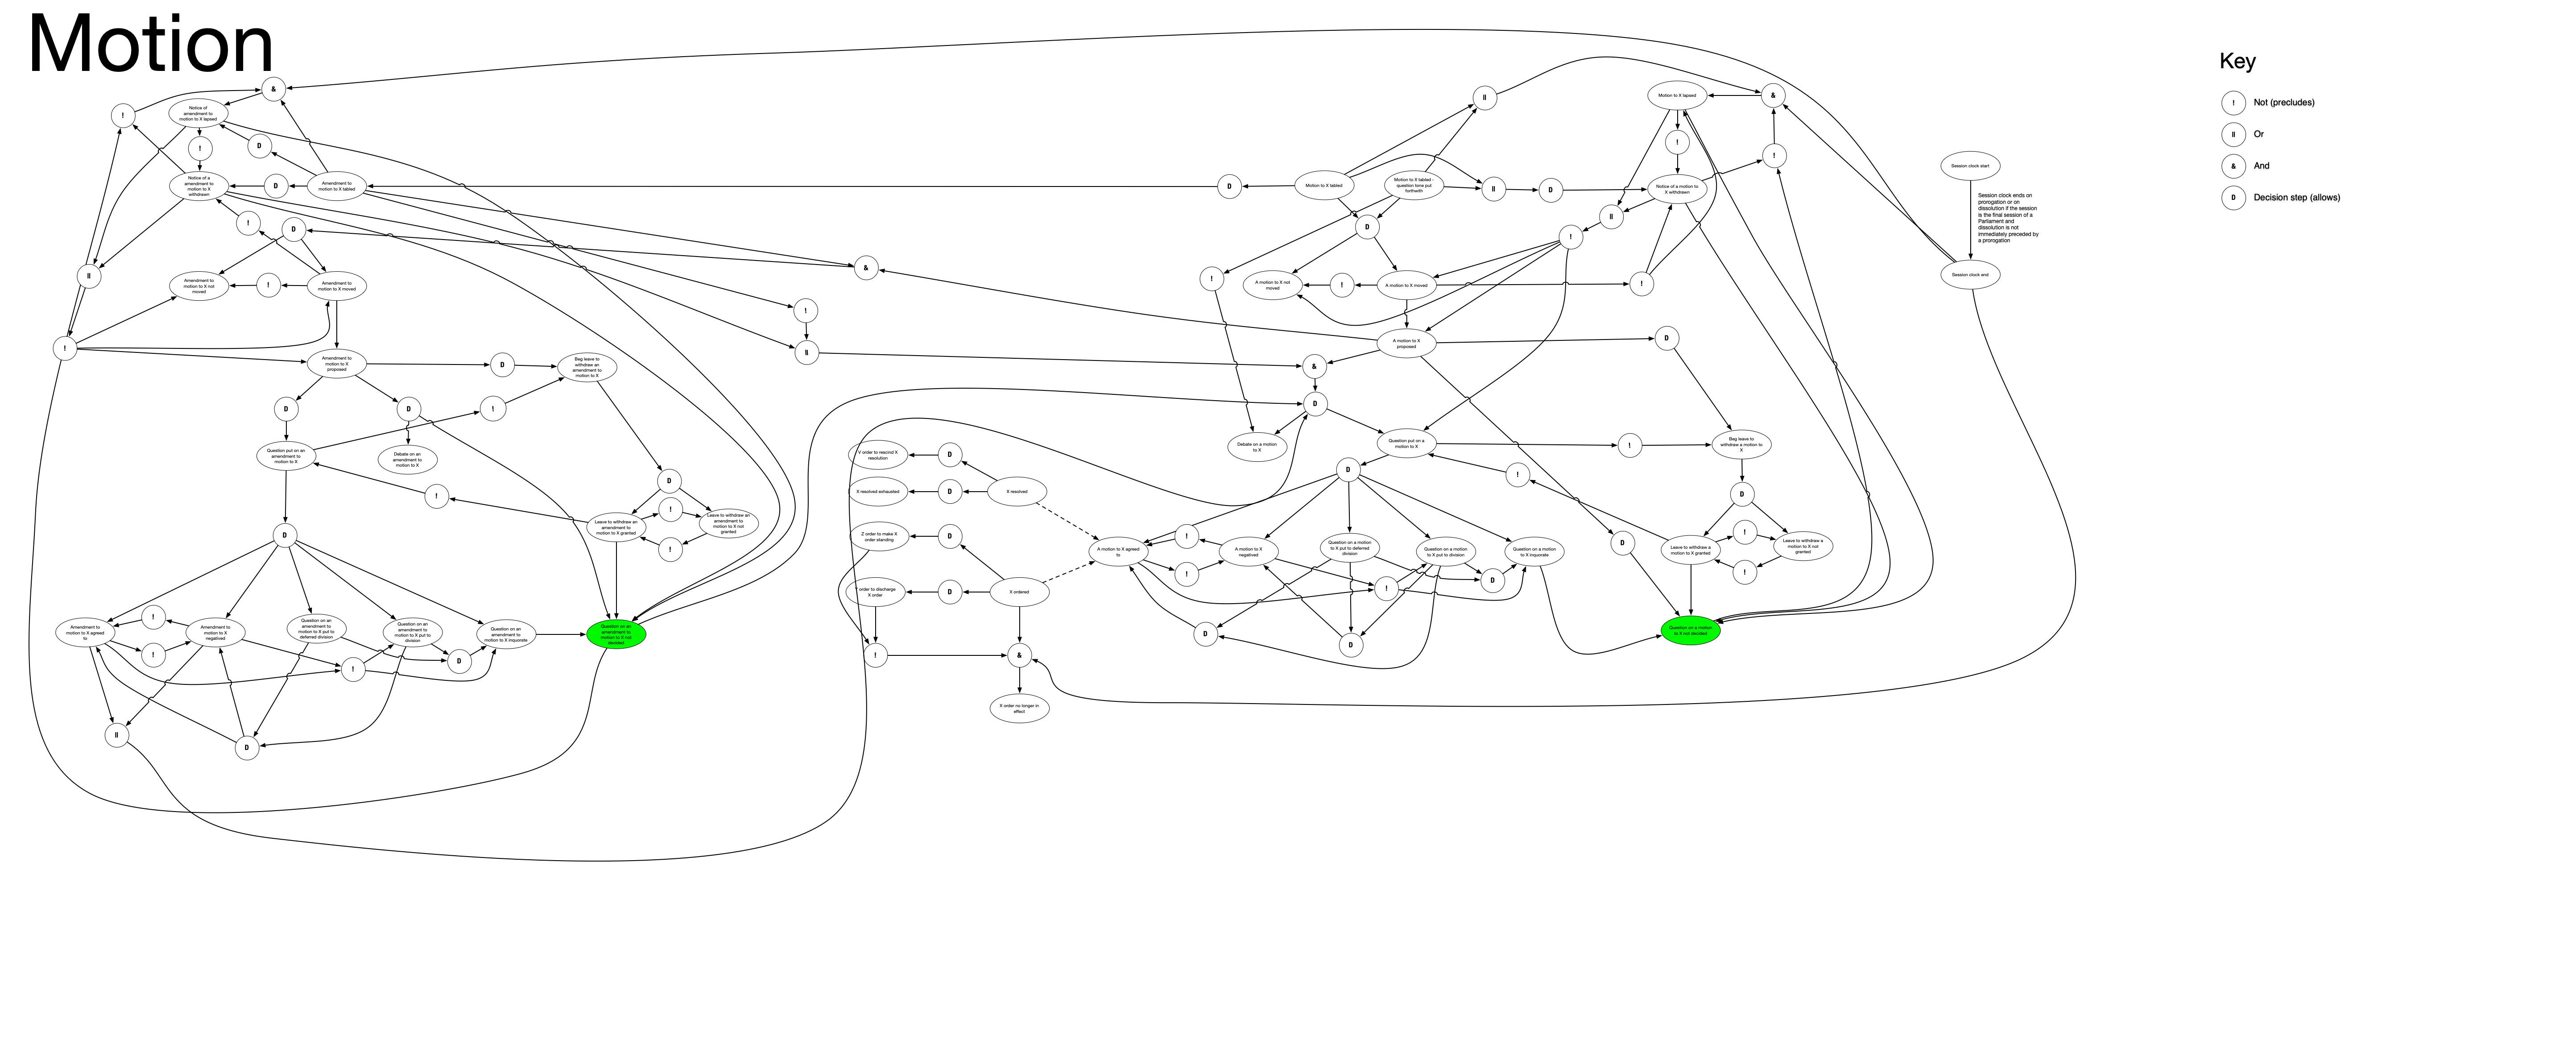 Motion
Key
!
Not (precludes)
II
Or
&
And
D
Decision step (allows)
Session clock start
Session clock ends on
prorogation or on
dissolution if the session
is the final session of a
Parliament and
dissolution is not
immediately preceded by
a prorogation
Session clock end
&
!
Notice of
amendment to
motion to X lapsed
!
D
Notice of a
amendment to
motion to X
withdrawn
D
Amendment to
motion to X tabled
!
D
II
Amendment to
motion to X not
moved
!
Amendment to
motion to X moved
!
Amendment to
motion to X
proposed
D
Beg leave to
withdraw an
amendment to
motion to X
D
D
!
Question put on an
amendment to
motion to X
Debate on an
amendment to
motion to X
!
D
Leave to withdraw an
amendment to
motion to X granted
!
Leave to withdraw an
amendment to
motion to X not
granted
!
D
Amendment to
motion to X agreed
to
!
!
Amendment to
motion to X
negatived
Question on an
amendment to
motion to X put to
deferred division
Question on an
amendment to
motion to X put to
division
Question on an
amendment to
motion to X inquorate
Question on an
amendment to
motion to X not
decided
!
D
II
D
&
!
II
D
Motion to X tabled
Motion to X tabled -
question tone put
forthwith
II
II
D
D
Motion to X lapsed
&
!
!
Notice of a motion to
X withdrawn
II
!
!
A motion to X not
moved
!
A motion to X moved
!
A motion to X
proposed
D
&
D
Debate on a motion
to X
Question put on a
motion to X
!
Beg leave to
withdraw a motion to
X
D
!
D
V order to rescind X
resolution
D
X resolved exhausted
D
X resolved
Z order to make X
order standing
D
order to discharge
X order
D
X ordered
!
&
X order no longer in
effect
A motion to X agreed
to
!
!
A motion to X
negatived
Question on a motion
to X put to deferred
division
Question on a motion
to X put to division
Question on a motion
to X inquorate
!
D
D
D
D
Leave to withdraw a
motion to X granted
!
Leave to withdraw a
motion to X not
granted
!
Question on a motion
to X not decided